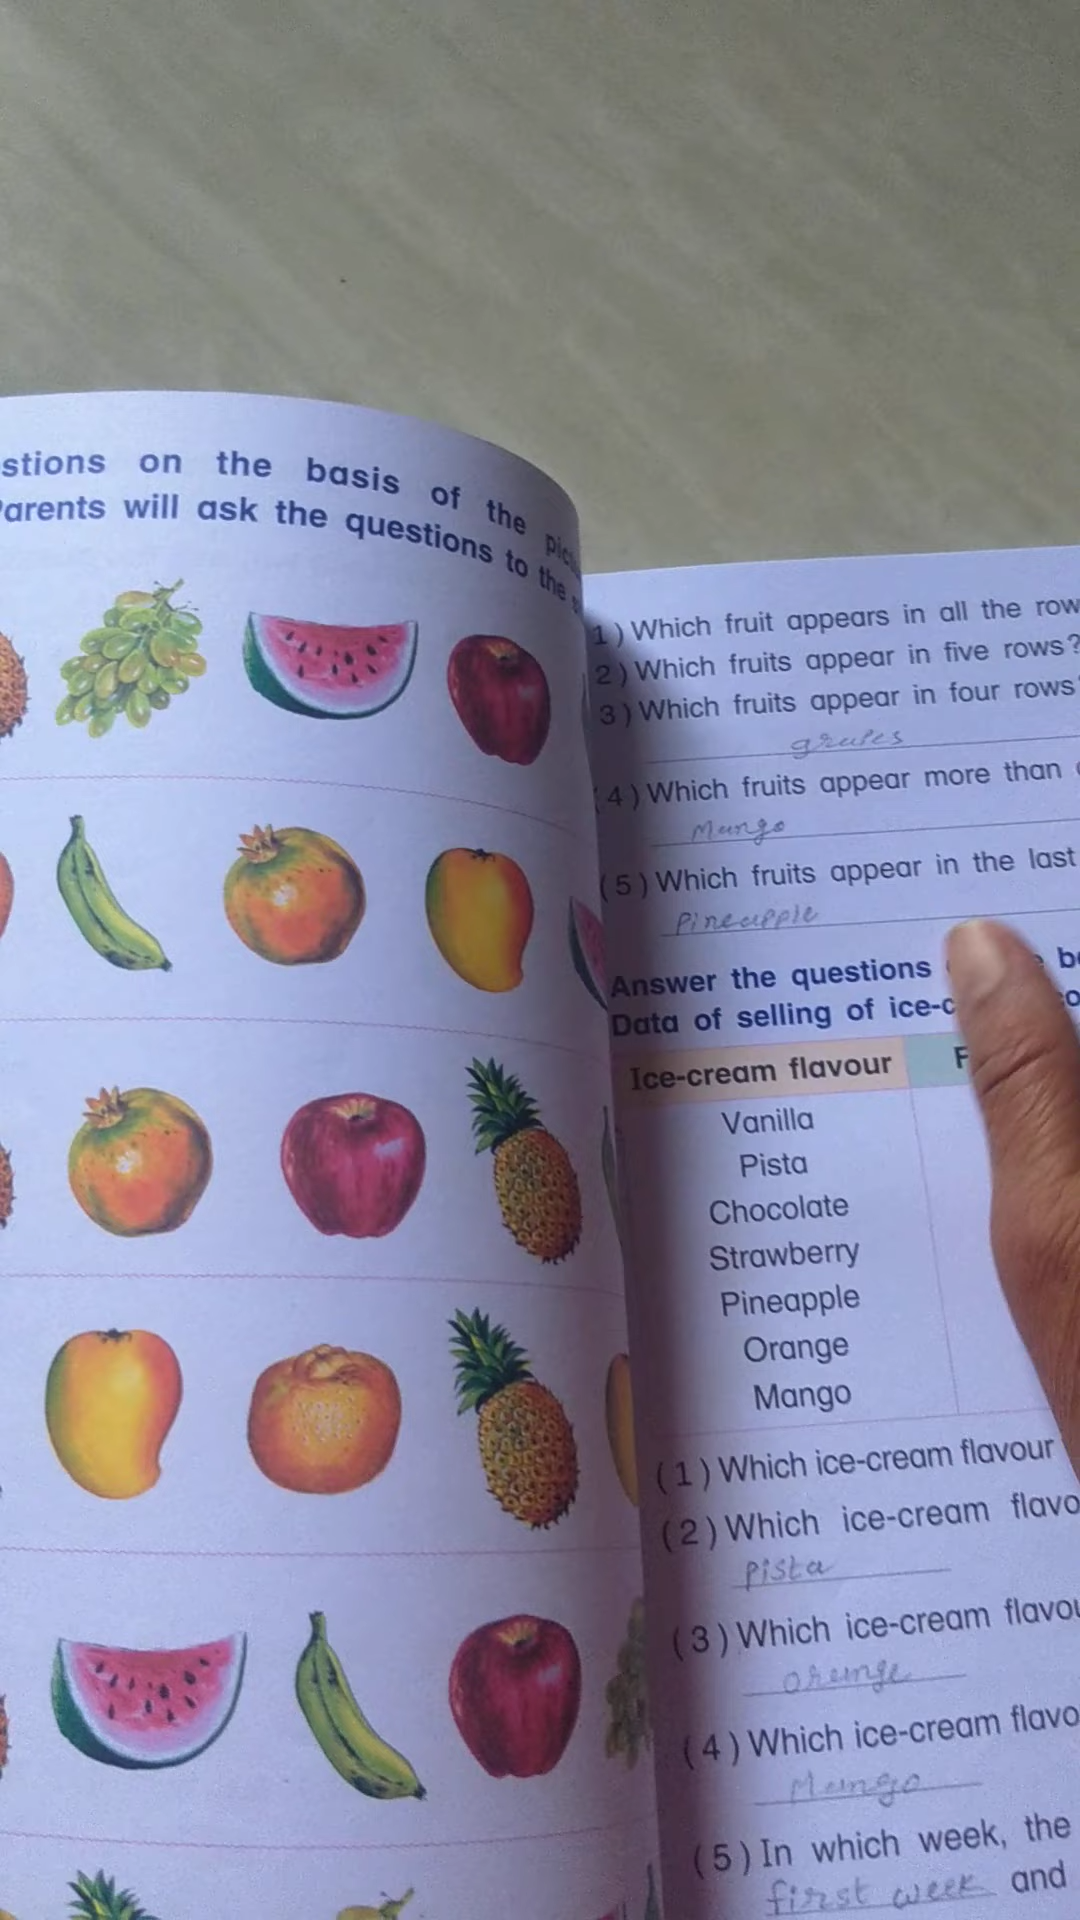 stions on the basis of the
Parents will ask the questions to the
1) Which fruit appears in all the row
2) Which fruits appear in five rows?
3) Which fruits appear in four rows
grapes
4) Which fruits appear more than
Mango
(5) Which fruits appear in the last
Pineapple
Answer the questions
Data of selling of ice-c
Ice-cream flavour F
Vanilla
Pista
Chocolate
Strawberry
Pineapple
Orange
Mango
(1) Which ice-cream flavour
(2) Which ice-cream flavo
Pista
(3) Which ice-cream flavou
orange
(4) Which ice-cream flavo
Mango
(5) In which week, the
first week and